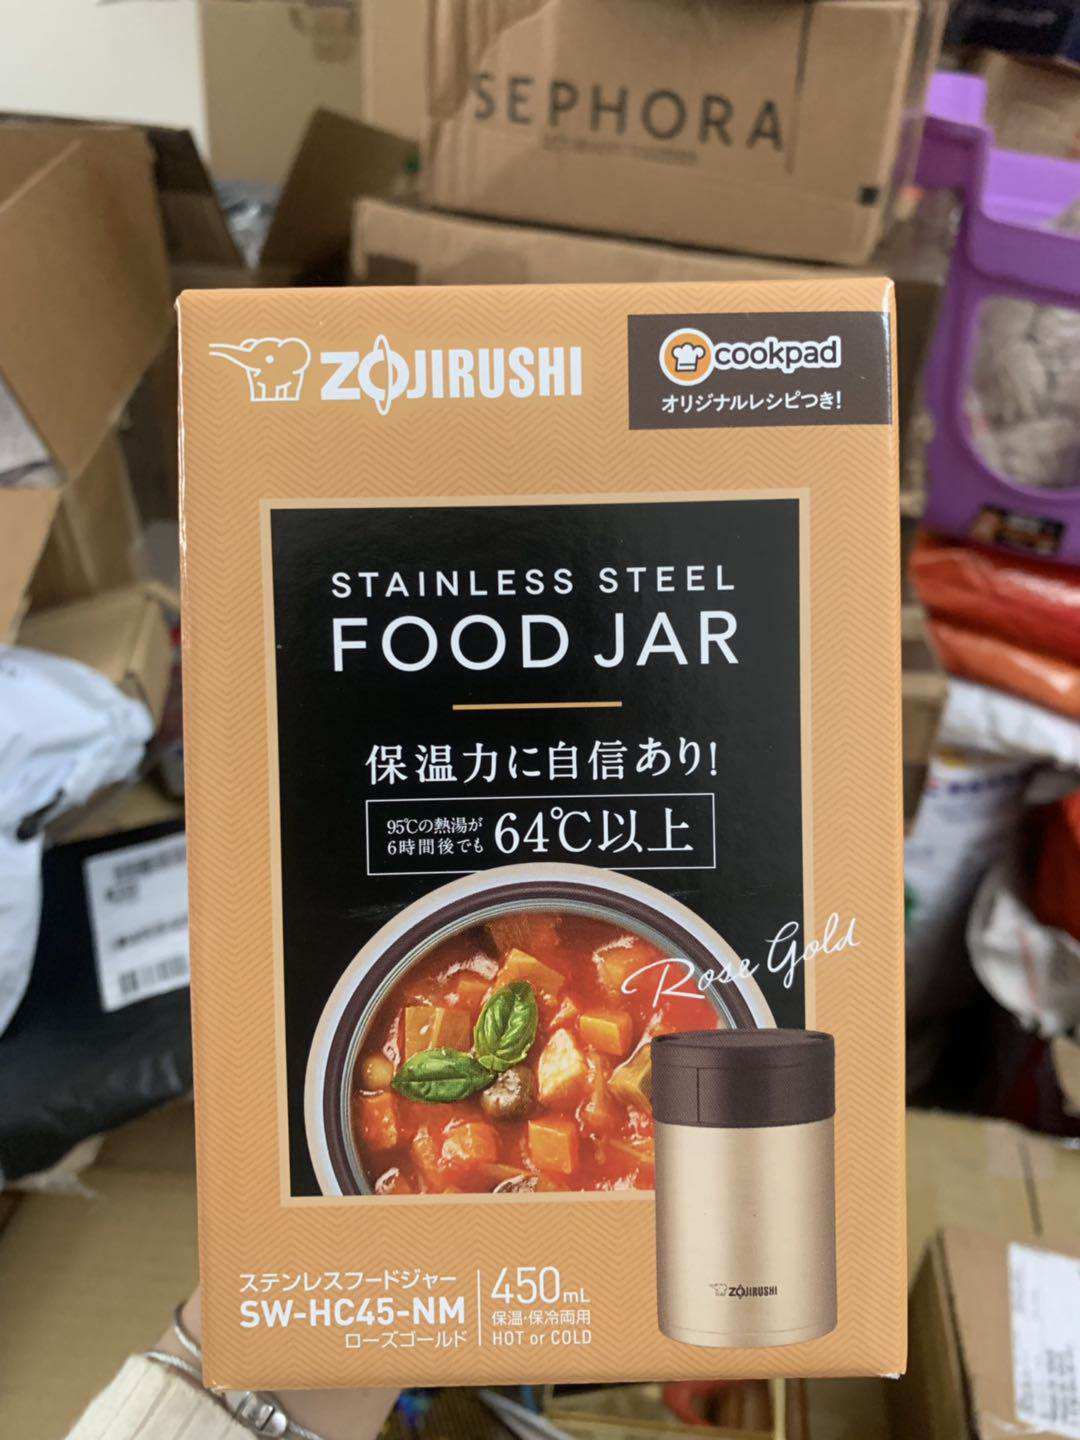 SEPHORA
ZOJIRUSHI
cookpad
オリジナルレシピつき!
STAINLESS STEEL
FOOD JAR
保温力に自信あり!
95℃の熱湯が
6時間後でも
64℃以上
Rose Gold
ZOJIRUSHI
ステンレスフードジャー
SW-HC45-NM
ローズゴールド
450mL
保温・保冷両用
HOT or COLD